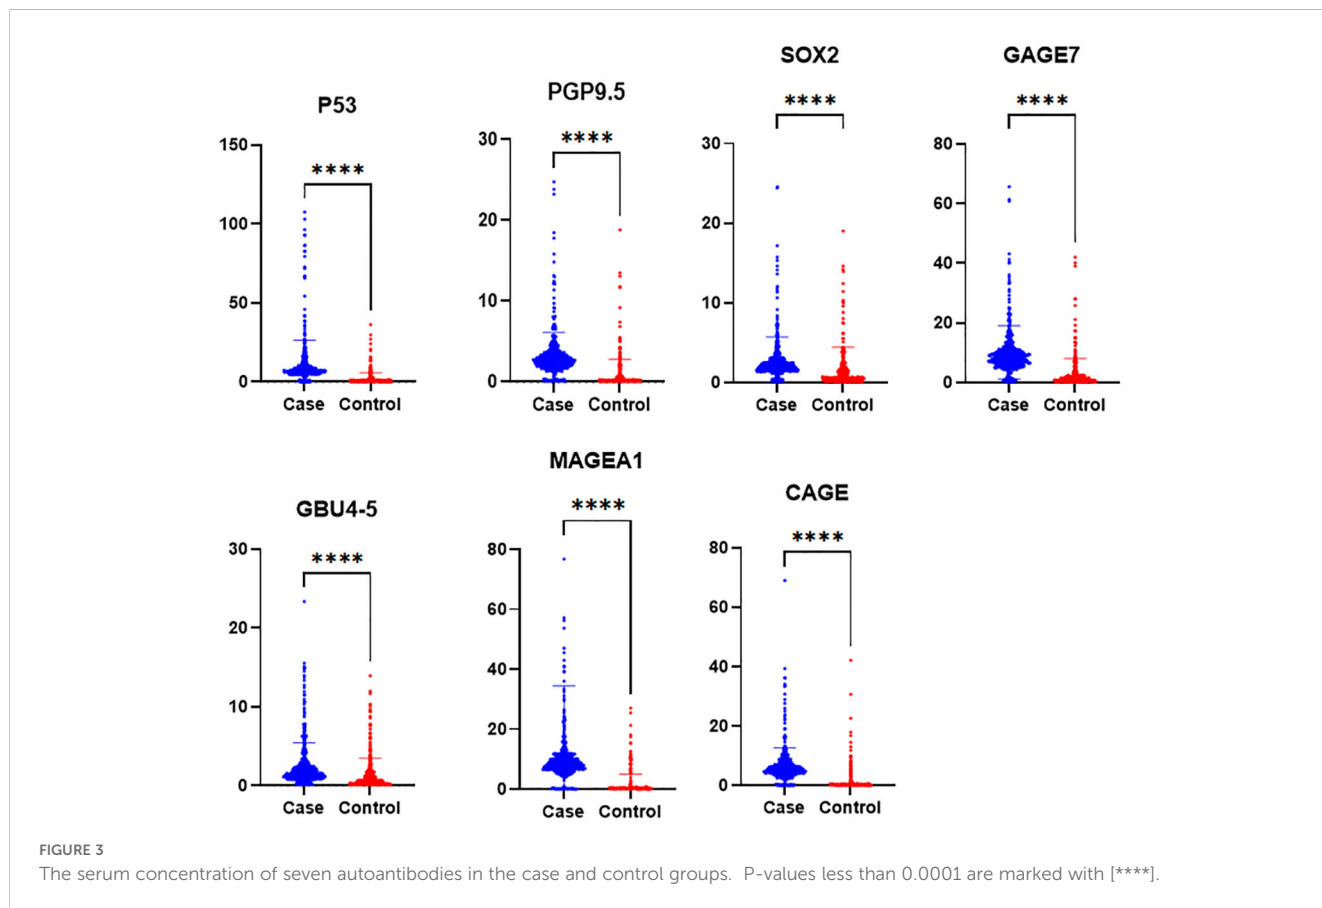 P53
****
150
100
50
0
Case Control
PGP9.5
****
30
20
10
0
Case Control
SOX2
****
30
20
10
0
Case Control
GAGE7
****
80
60
40
20
0
Case Control
GBU4-5
****
30
20
10
0
Case Control
MAGEA1
****
80
60
40
20
0
Case Control
CAGE
****
80
60
40
20
0
Case Control
FIGURE 3
The serum concentration of seven autoantibodies in the case and control groups. P-values less than 0.0001 are marked with [****].